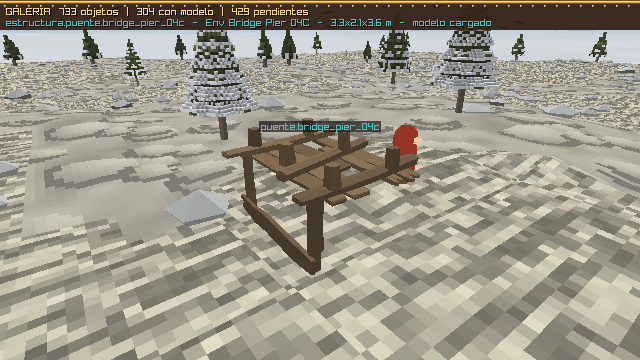 GALERIA 733 objetos | 304 con modelo | 429 pendientes
estructura.puente.bridge_pier_04c - Env Bridge Pier 04C - 3.3x2.1x3.6 m - modelo cargado
puente.bridge_pier_04c